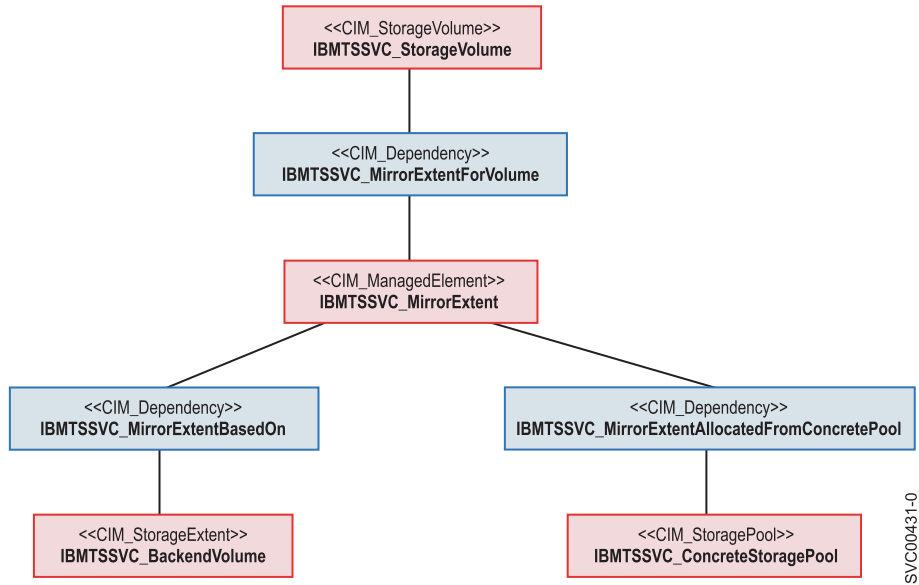 <<CIM_StorageVolume>>
IBMTSSVC_StorageVolume
<<CIM_Dependency>>
IBMTSSVC_MirrorExtentForVolume
<<CIM_ManagedElement>>
IBMTSSVC_MirrorExtent
<<CIM_Dependency>>
IBMTSSVC_MirrorExtentBasedOn
<<CIM_Dependency>>
IBMTSSVC_MirrorExtentAllocatedFromConcretePool
<<CIM_StorageExtent>>
IBMTSSVC_BackendVolume
<<CIM_StoragePool>>
IBMTSSVC_ConcreteStoragePool
SVC00431-0